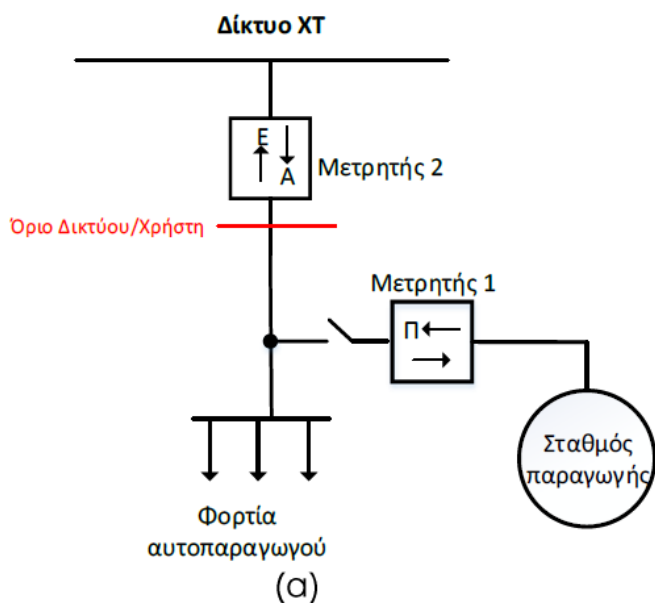 Δίκτυο ΧΤ
Ε
Α
Μετρητής 2
Όριο Δικτύου/Χρήστη
Μετρητής 1
Π
Σταθμός
παραγωγής
Φορτία
αυτοπαραγωγού
(α)